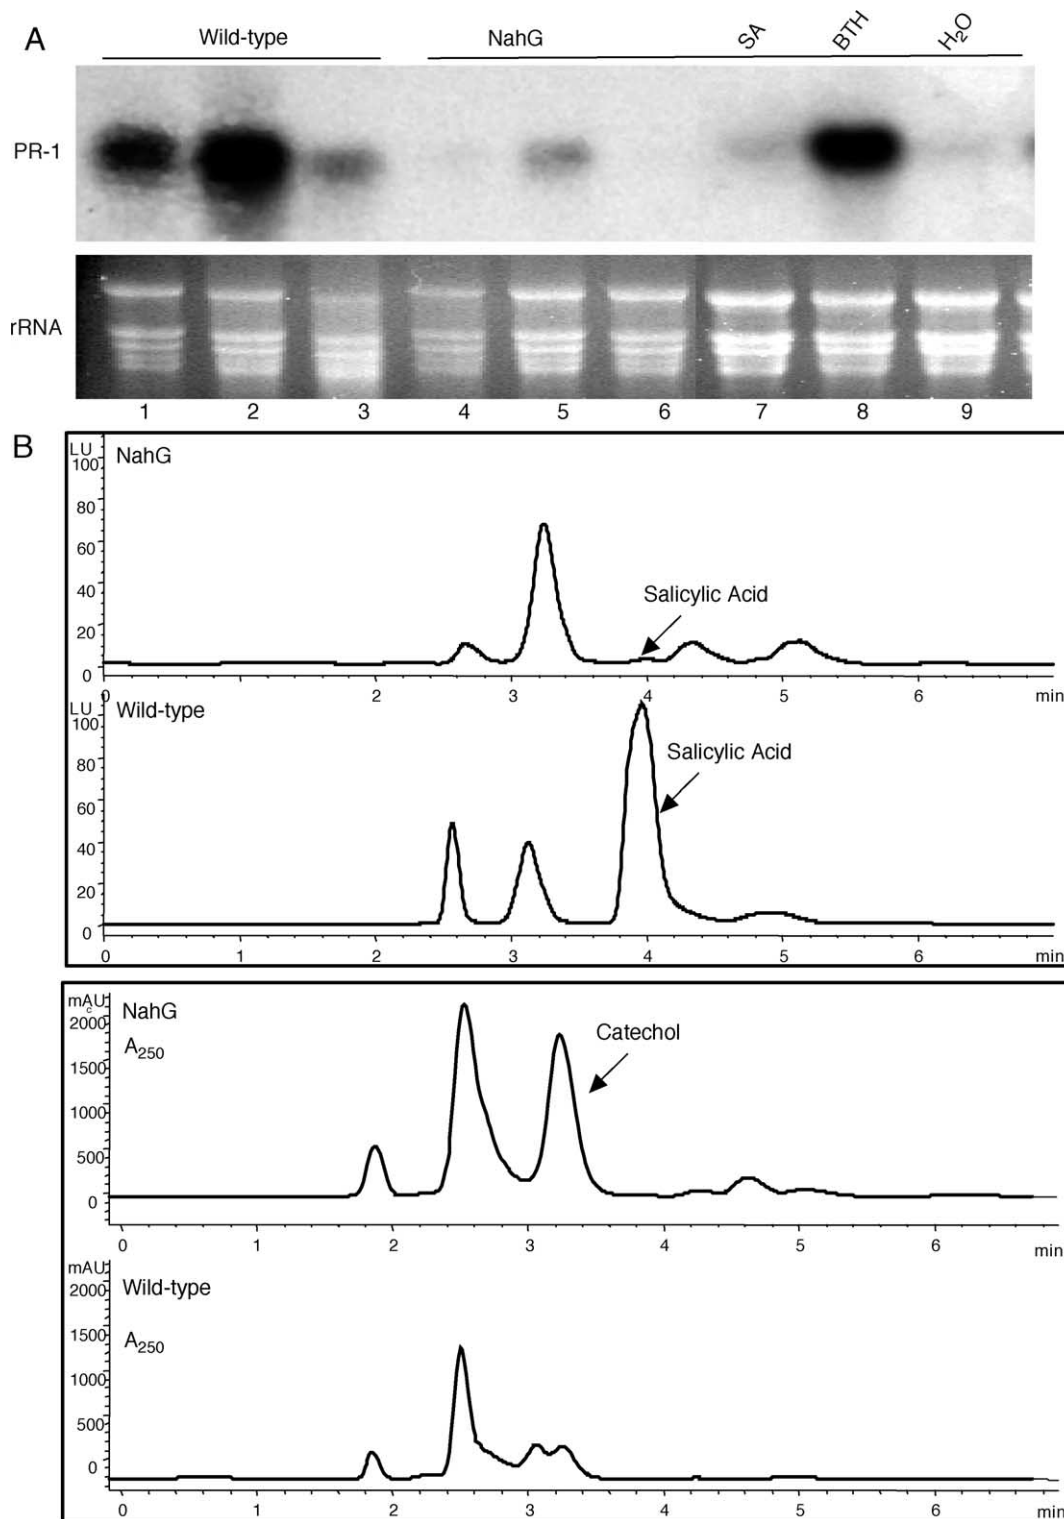 A
Wild-type NahG SA BTH H₂O
PR-1
rRNA
1 2 3 4 5 6 7 8 9
B
LU
NahG
100
80
60
Salicylic Acid
40
20
0
0 2 3 4 5 6 min
LU
Wild-type
100
Salicylic Acid
80
60
40
20
0
0 1 2 3 4 5 6 min
mAU
c
NahG
2000
Catechol
A₂₅₀
1500
1000
500
0
0 1 2 3 4 5 6 min
mAU
Wild-type
2000
A₂₅₀
1500
1000
500
0
0 1 2 3 4 5 6 min